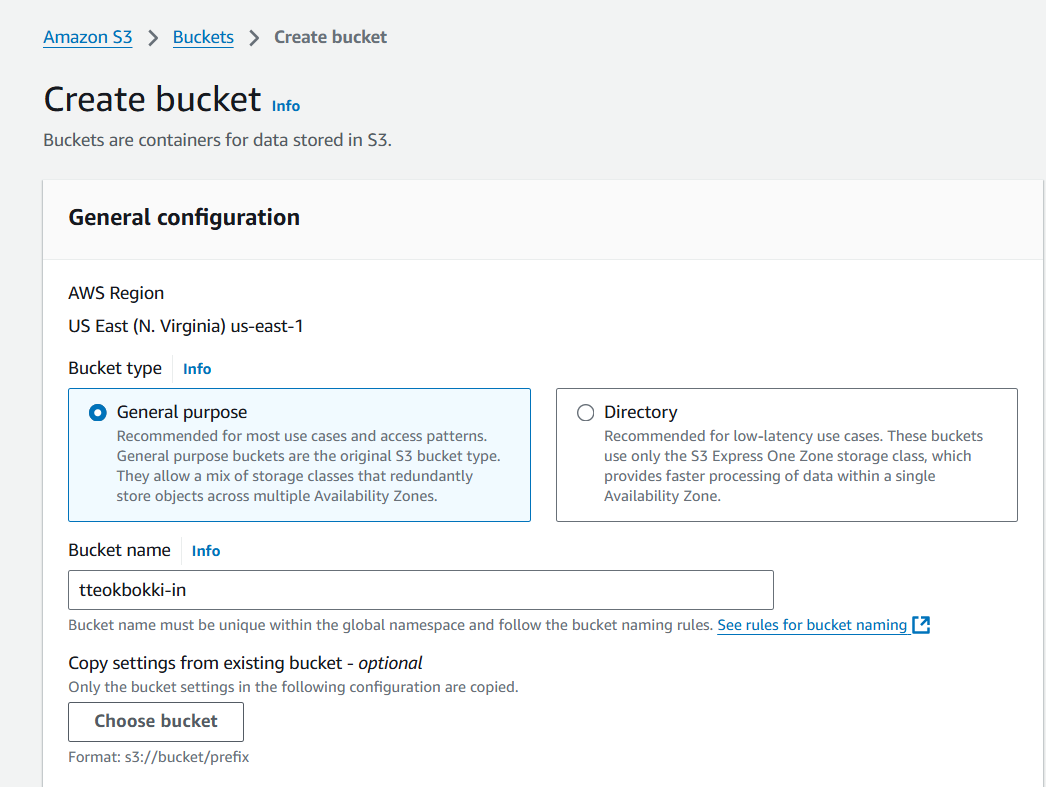 Amazon S3 > Buckets > Create bucket
Create bucket Info
Buckets are containers for data stored in S3.
General configuration
AWS Region
US East (N. Virginia) us-east-1
Bucket type Info
General purpose
Recommended for most use cases and access patterns.
General purpose buckets are the original S3 bucket type.
They allow a mix of storage classes that redundantly
store objects across multiple Availability Zones.
Directory
Recommended for low-latency use cases. These buckets
use only the S3 Express One Zone storage class, which
provides faster processing of data within a single
Availability Zone.
Bucket name Info
tteokbokki-in
Bucket name must be unique within the global namespace and follow the bucket naming rules. See rules for bucket naming
Copy settings from existing bucket - optional
Only the bucket settings in the following configuration are copied.
Choose bucket
Format: s3://bucket/prefix